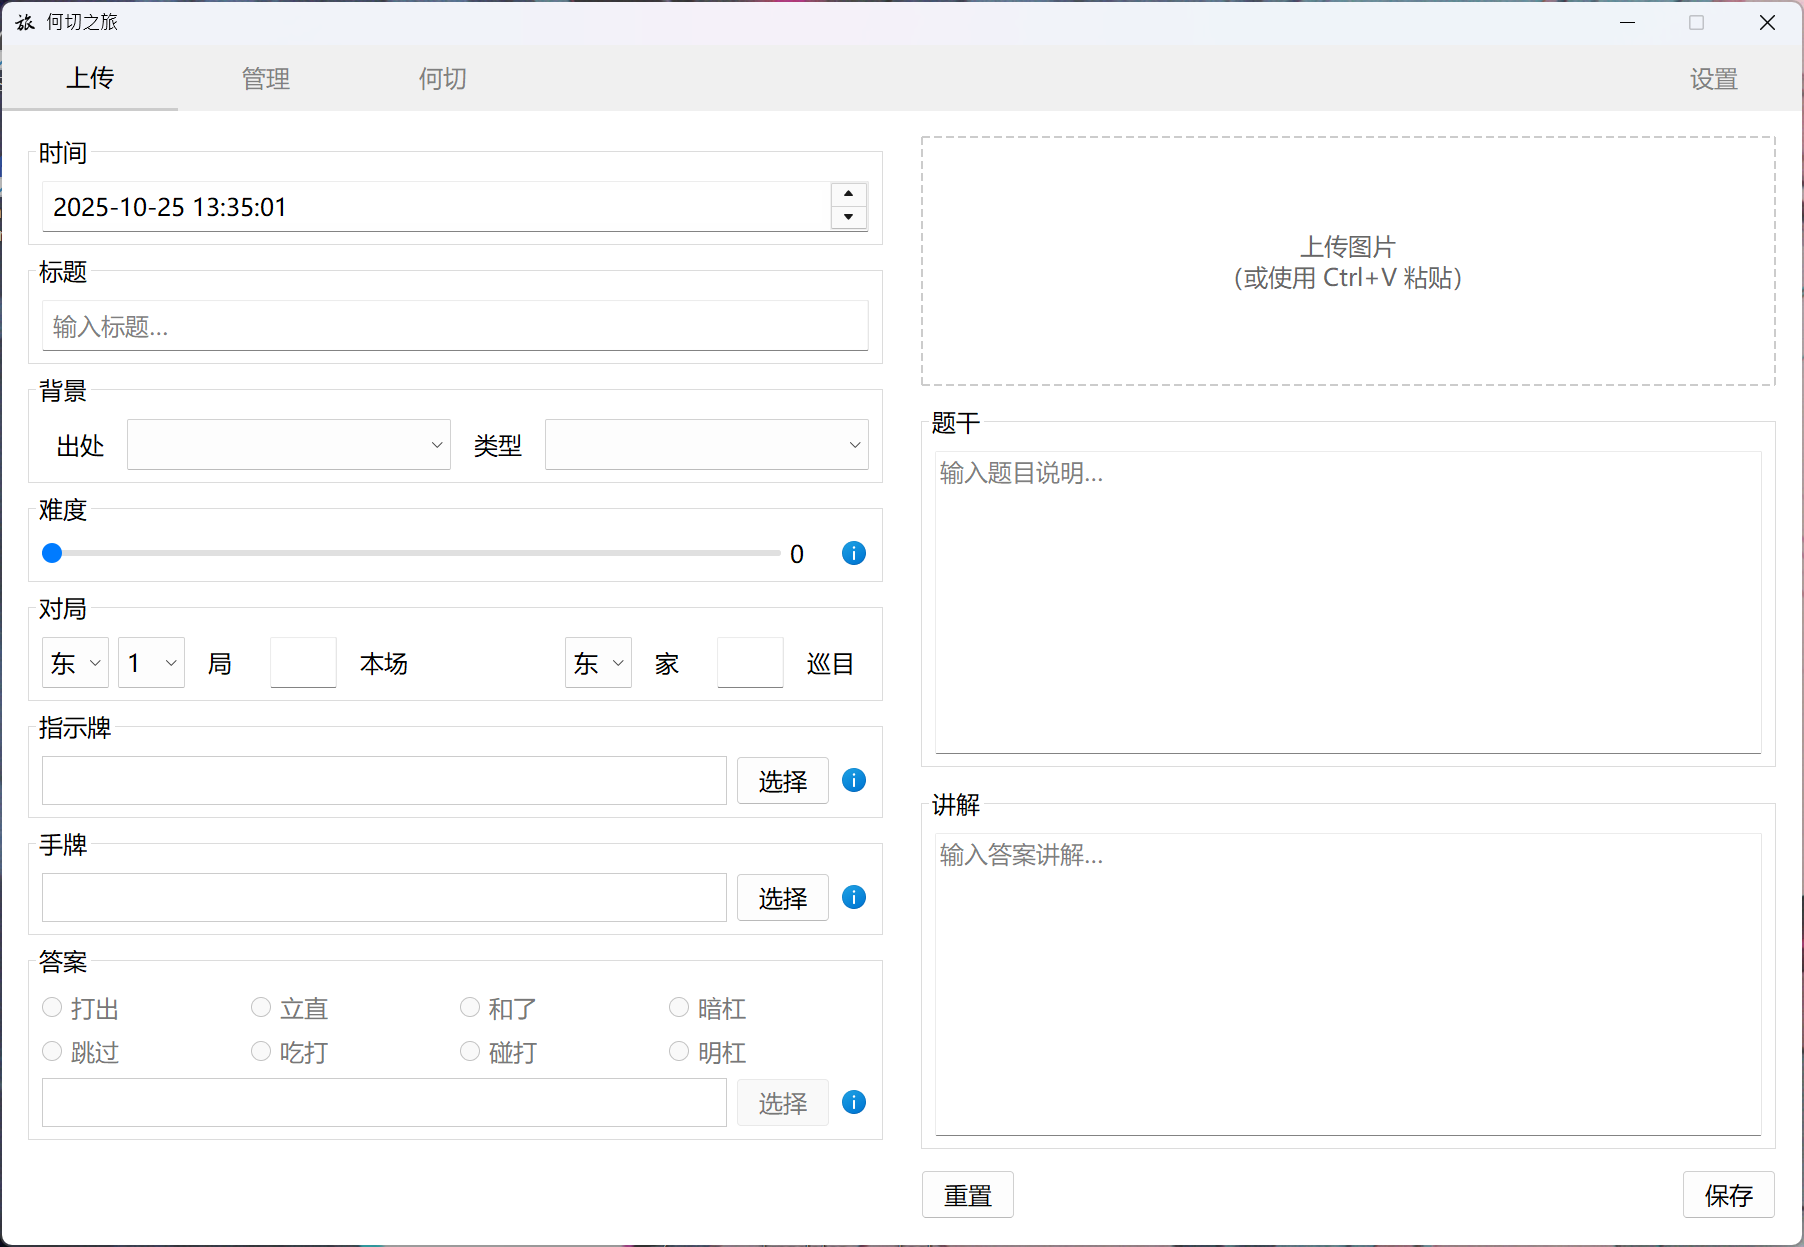 旅 何切之旅
上传 管理 何切 设置
时间
2025-10-25 13:35:01
标题
输入标题...
背景
出处 类型
难度
0
对局
东 1 局 本场 东 家 巡目
指示牌
选择
手牌
选择
答案
打出 立直 和了 暗杠
跳过 吃打 碰打 明杠
选择
上传图片
(或使用 Ctrl+V 粘贴)
题干
输入题目说明...
讲解
输入答案讲解...
重置 保存